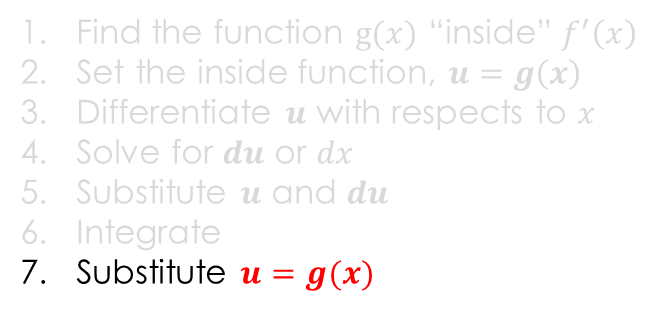 1. Find the function g(x) “inside” f′(x)
2. Set the inside function, u = g(x)
3. Differentiate u with respects to x
4. Solve for du or dx
5. Substitute u and du
6. Integrate
7. Substitute u = g(x)